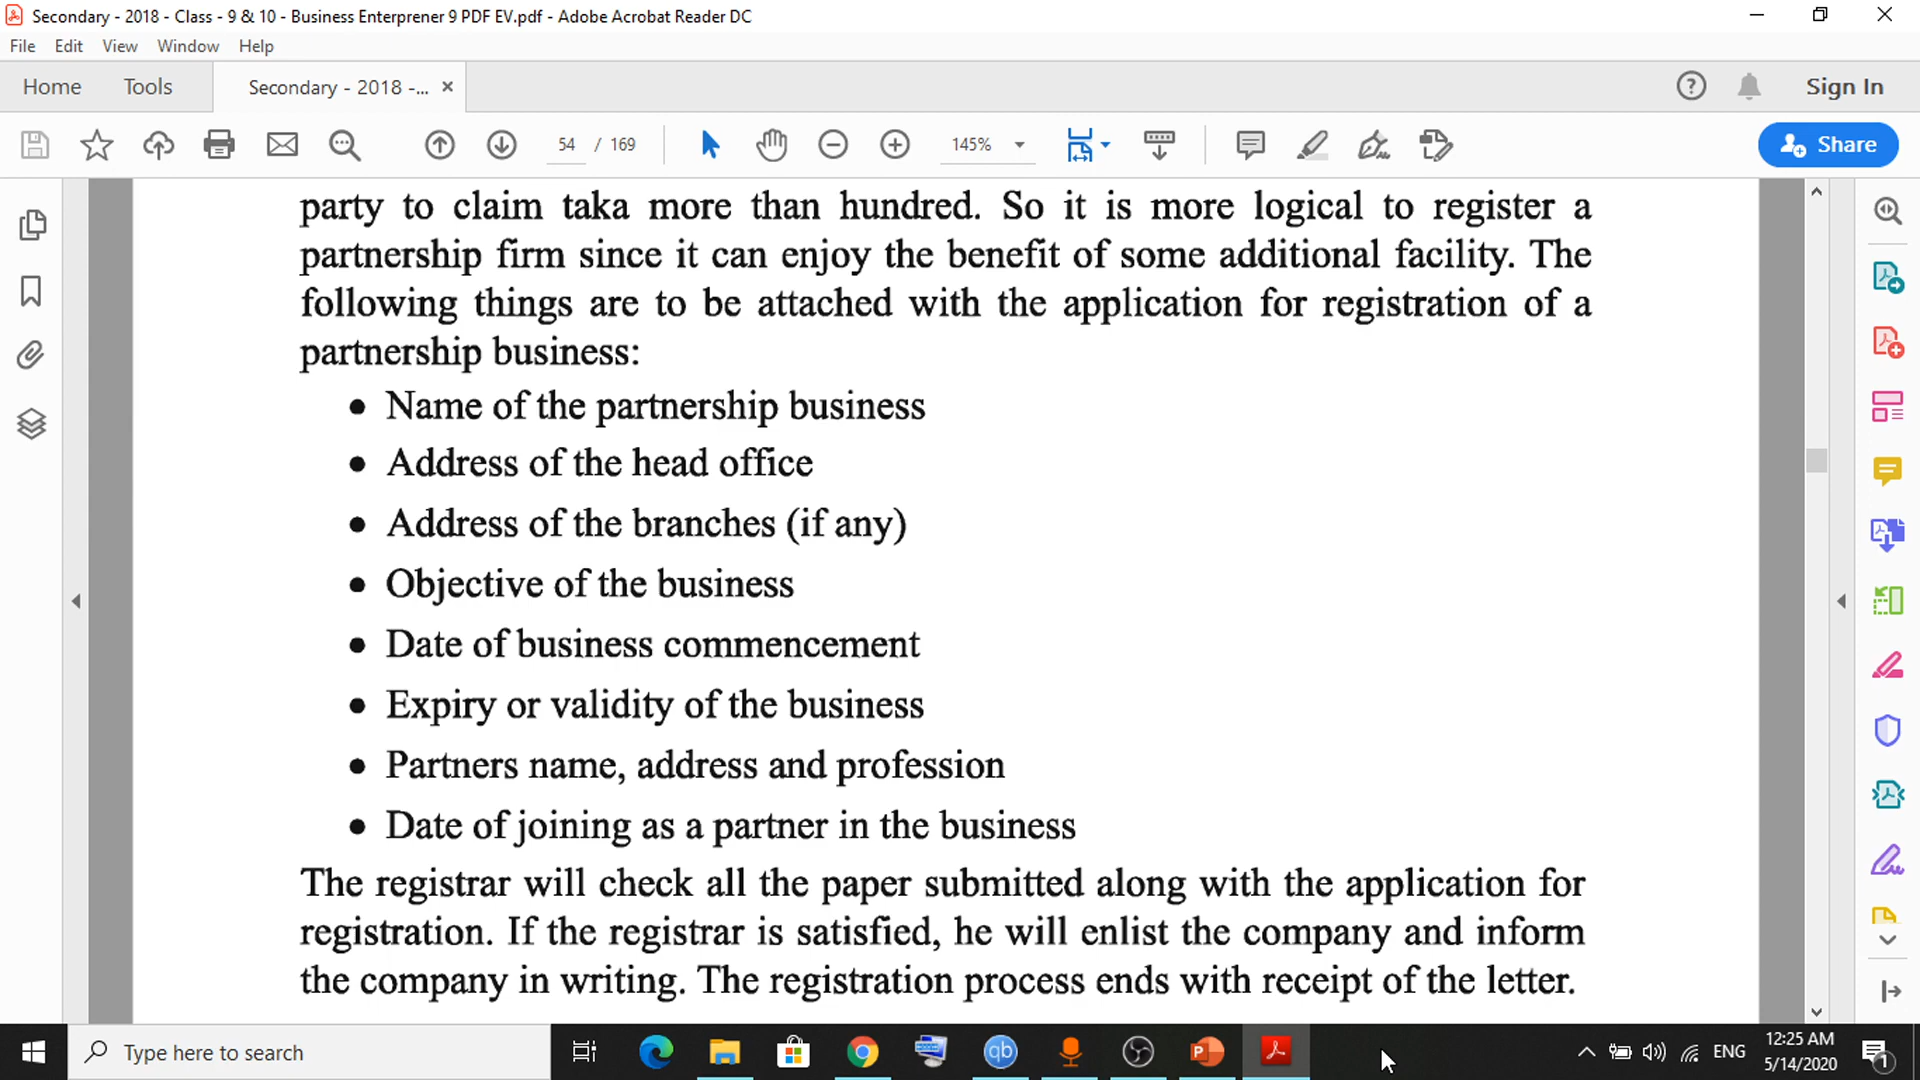 Secondary - 2018 - Class - 9 & 10 - Business Enterprener 9 PDF EV.pdf - Adobe Acrobat Reader DC
File Edit View Window Help
Home Tools Secondary - 2018 -... × Sign In
54 / 169 145% Share
party to claim taka more than hundred. So it is more logical to register a
partnership firm since it can enjoy the benefit of some additional facility. The
following things are to be attached with the application for registration of a
partnership business:
• Name of the partnership business
• Address of the head office
• Address of the branches (if any)
• Objective of the business
• Date of business commencement
• Expiry or validity of the business
• Partners name, address and profession
• Date of joining as a partner in the business
The registrar will check all the paper submitted along with the application for
registration. If the registrar is satisfied, he will enlist the company and inform
the company in writing. The registration process ends with receipt of the letter.
Type here to search qb P ENG 12:25 AM
5/14/2020 1